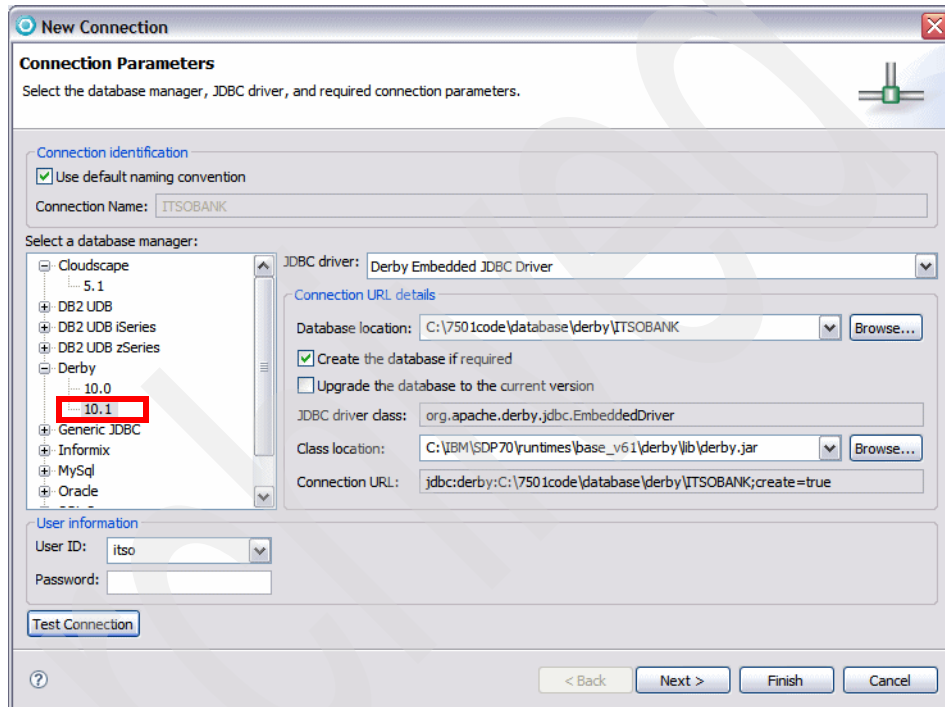 New Connection
Connection Parameters
Select the database manager, JDBC driver, and required connection parameters.
Connection identification
Use default naming convention
Connection Name: ITSOBANK
Select a database manager:
Cloudscape
5.1
DB2 UDB
DB2 UDB iSeries
DB2 UDB zSeries
Derby
10.0
10.1
Generic JDBC
Informix
MySql
Oracle
JDBC driver: Derby Embedded JDBC Driver
Connection URL details
Database location: C:\7501code\database\derby\ITSOBANK Browse...
Create the database if required
Upgrade the database to the current version
JDBC driver class: org.apache.derby.jdbc.EmbeddedDriver
Class location: C:\IBM\SDP70\runtimes\base_v61\derby\lib\derby.jar Browse...
Connection URL: jdbc:derby:C:\7501code\database\derby\ITSOBANK;create=true
User information
User ID: itso
Password:
Test Connection
< Back Next > Finish Cancel